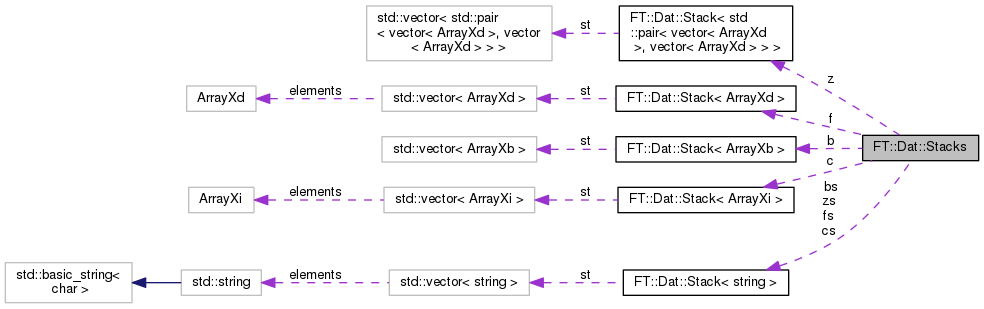 std::vector< std::pair
< vector< ArrayXd >, vector
< ArrayXd > > >
st
FT::Dat::Stack< std
::pair< vector< ArrayXd
>, vector< ArrayXd > > >
z
ArrayXd
elements
std::vector< ArrayXd >
st
FT::Dat::Stack< ArrayXd >
f
std::vector< ArrayXb >
st
FT::Dat::Stack< ArrayXb >
b
FT::Dat::Stacks
ArrayXi
elements
std::vector< ArrayXi >
st
FT::Dat::Stack< ArrayXi >
c
bs
zs
fs
cs
std::basic_string<
char >
std::string
elements
std::vector< string >
st
FT::Dat::Stack< string >